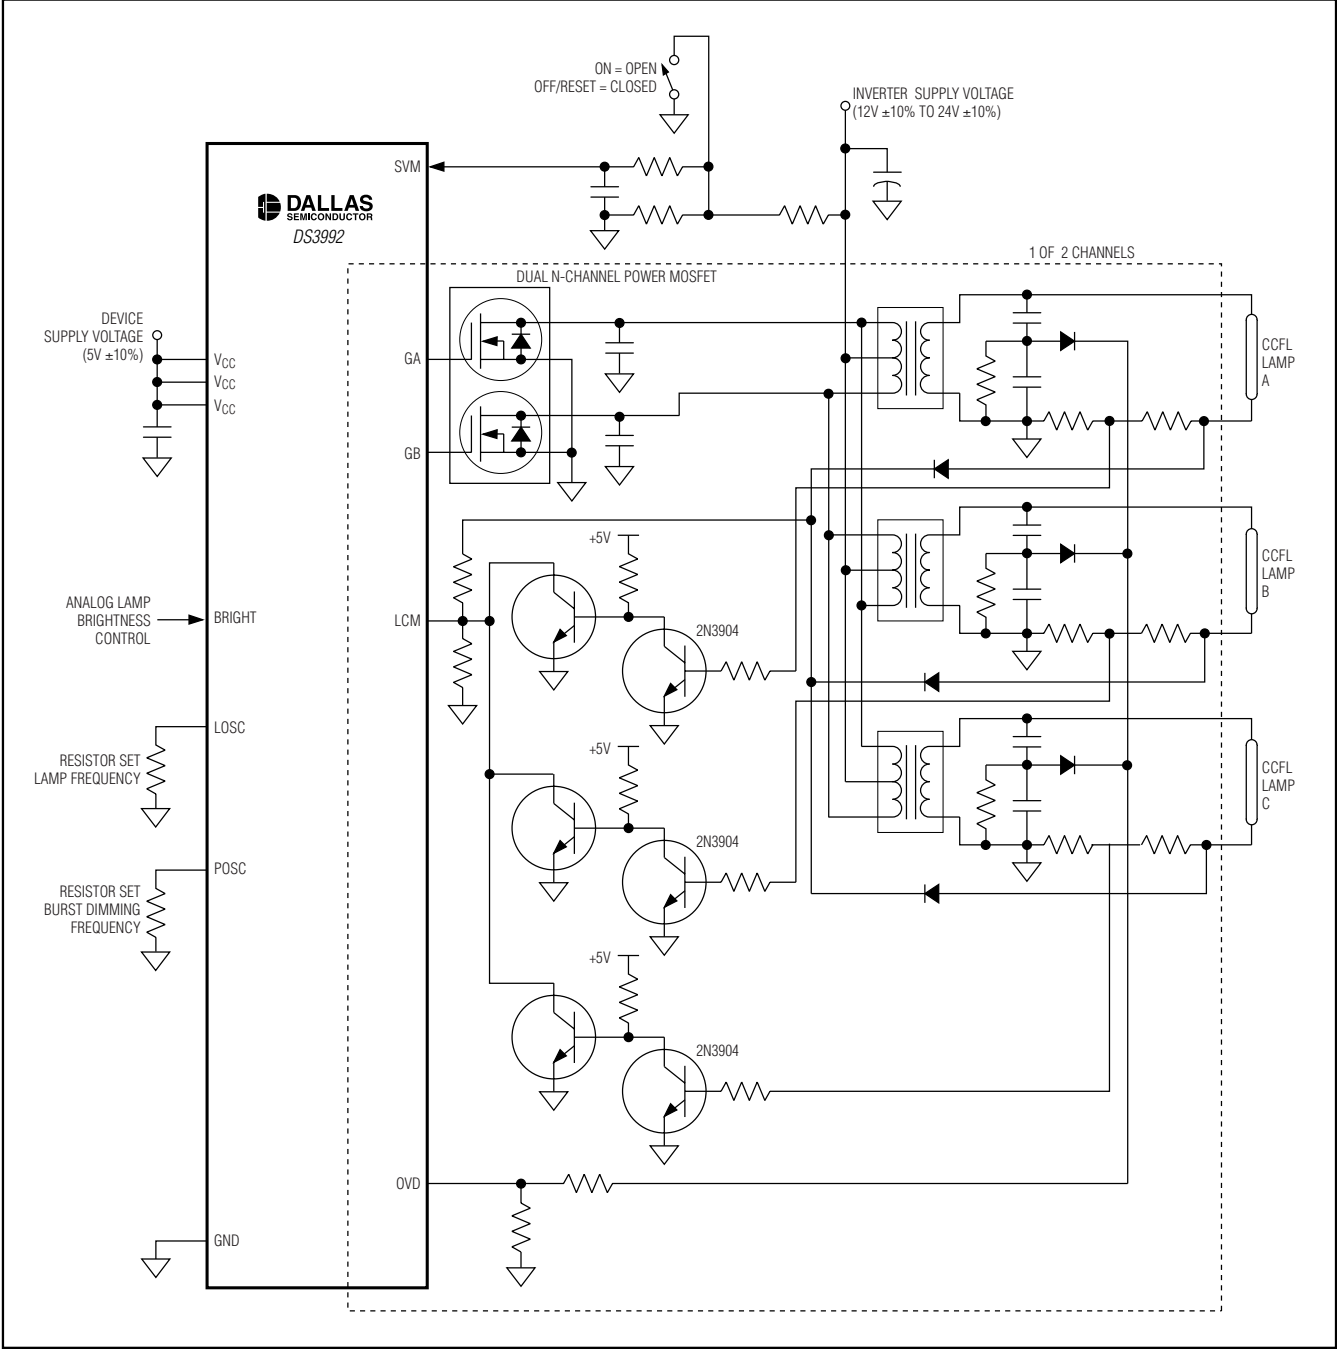 ON = OPEN
OFF/RESET = CLOSED
INVERTER SUPPLY VOLTAGE
(12V ±10% TO 24V ±10%)
SVM
DALLAS
SEMICONDUCTOR
DS3992
1 OF 2 CHANNELS
DUAL N-CHANNEL POWER MOSFET
DEVICE
SUPPLY VOLTAGE
(5V ±10%)
VCC
VCC
VCC
GA
GB
CCFL
LAMP
A
+5V
CCFL
LAMP
B
ANALOG LAMP
BRIGHTNESS
CONTROL
BRIGHT
LCM
2N3904
LOSC
RESISTOR SET
LAMP FREQUENCY
+5V
CCFL
LAMP
C
2N3904
POSC
RESISTOR SET
BURST DIMMING
FREQUENCY
+5V
2N3904
OVD
GND